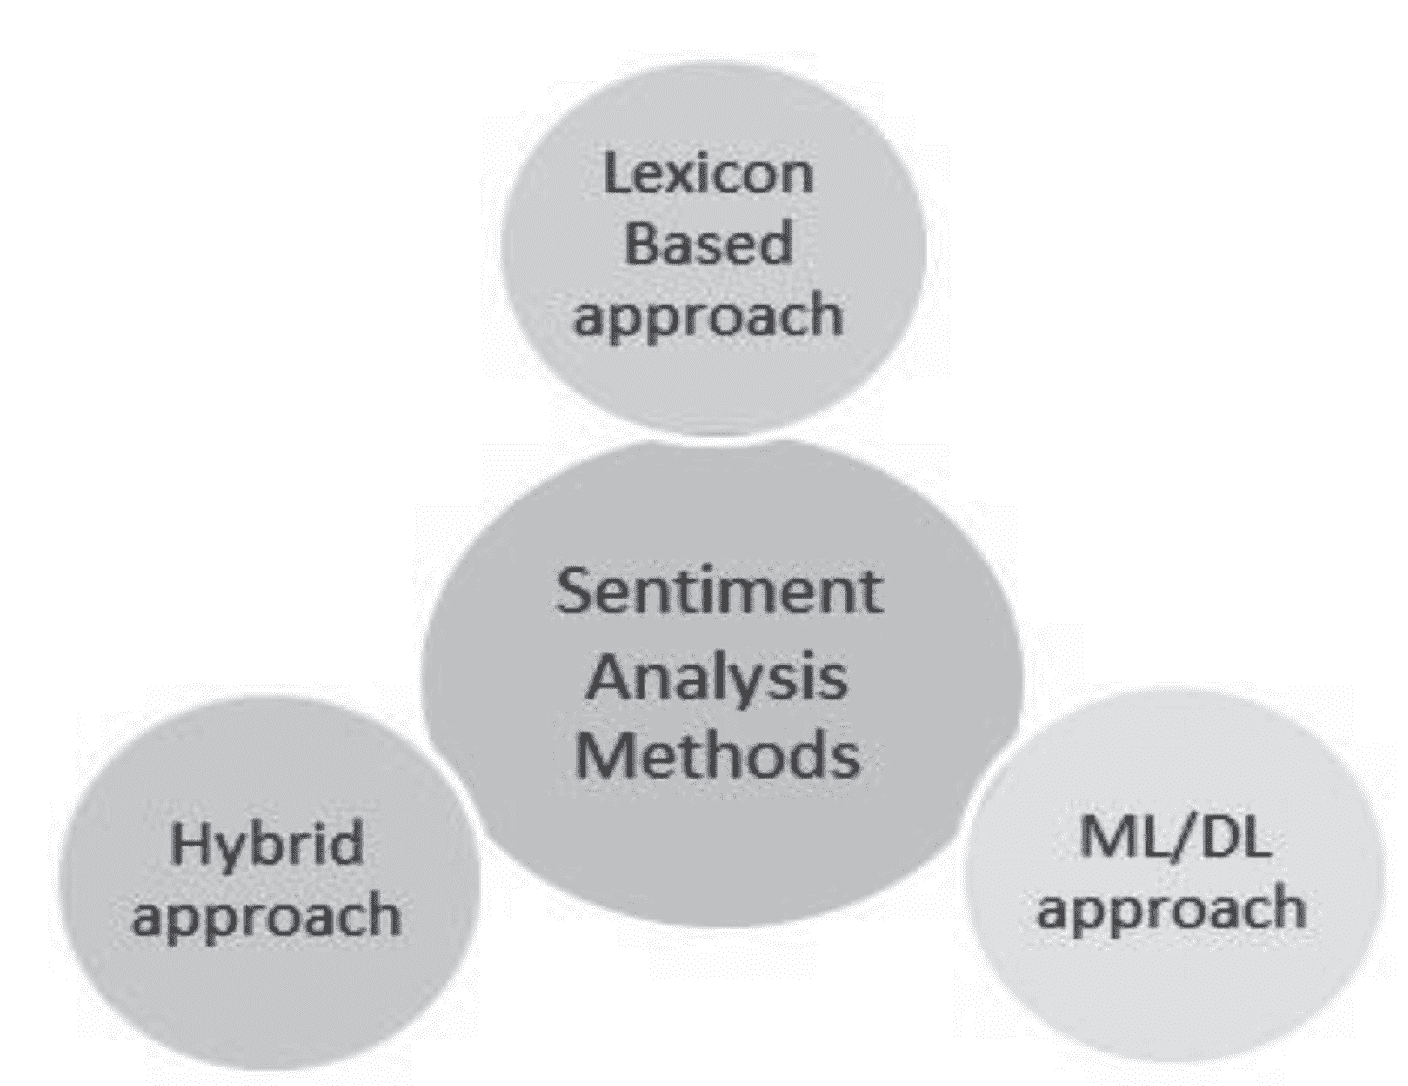 Lexicon
Based
approach
Sentiment
Analysis
Methods
Hybrid
approach
ML/DL
approach